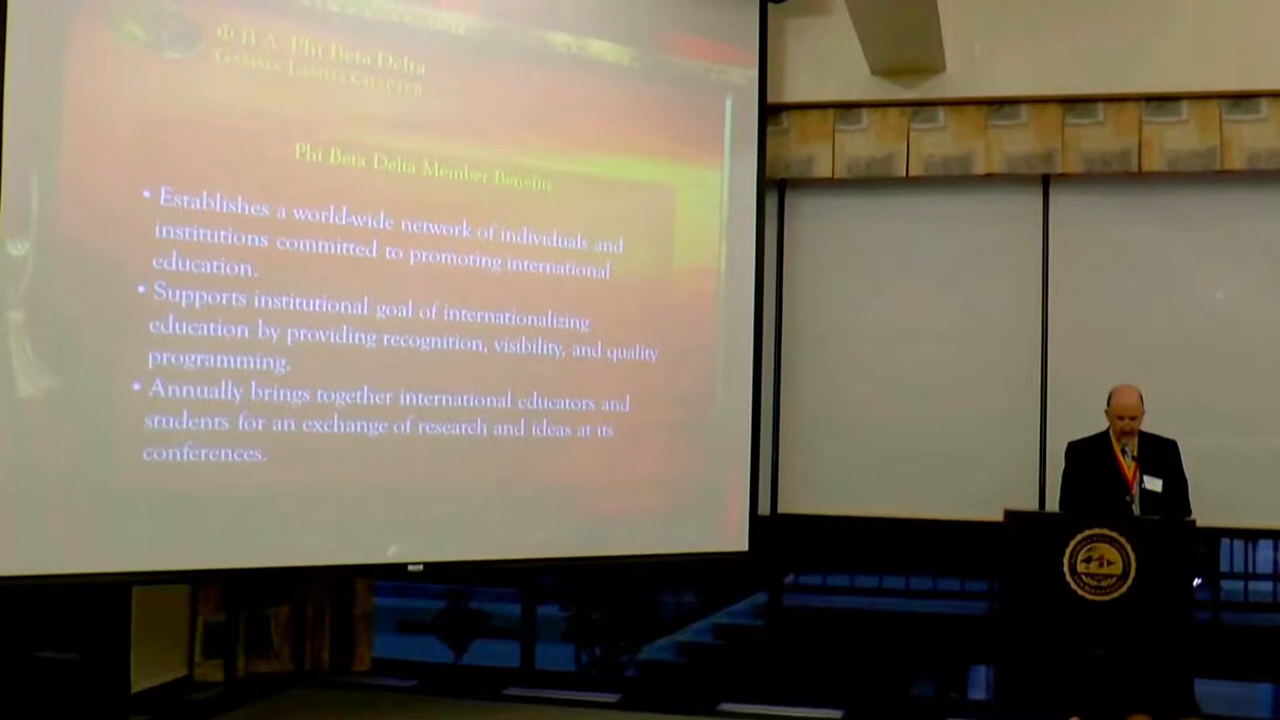 Φ B Δ Phi Beta Delta
Chapter
Phi Beta Delta Member Benefits
• Establishes a world-wide network of individuals and
institutions committed to promoting international
education.
• Supports institutional goal of internationalizing
education by providing recognition, visibility, and quality
programming.
• Annually brings together international educators and
students for an exchange of research and ideas at its
conferences.